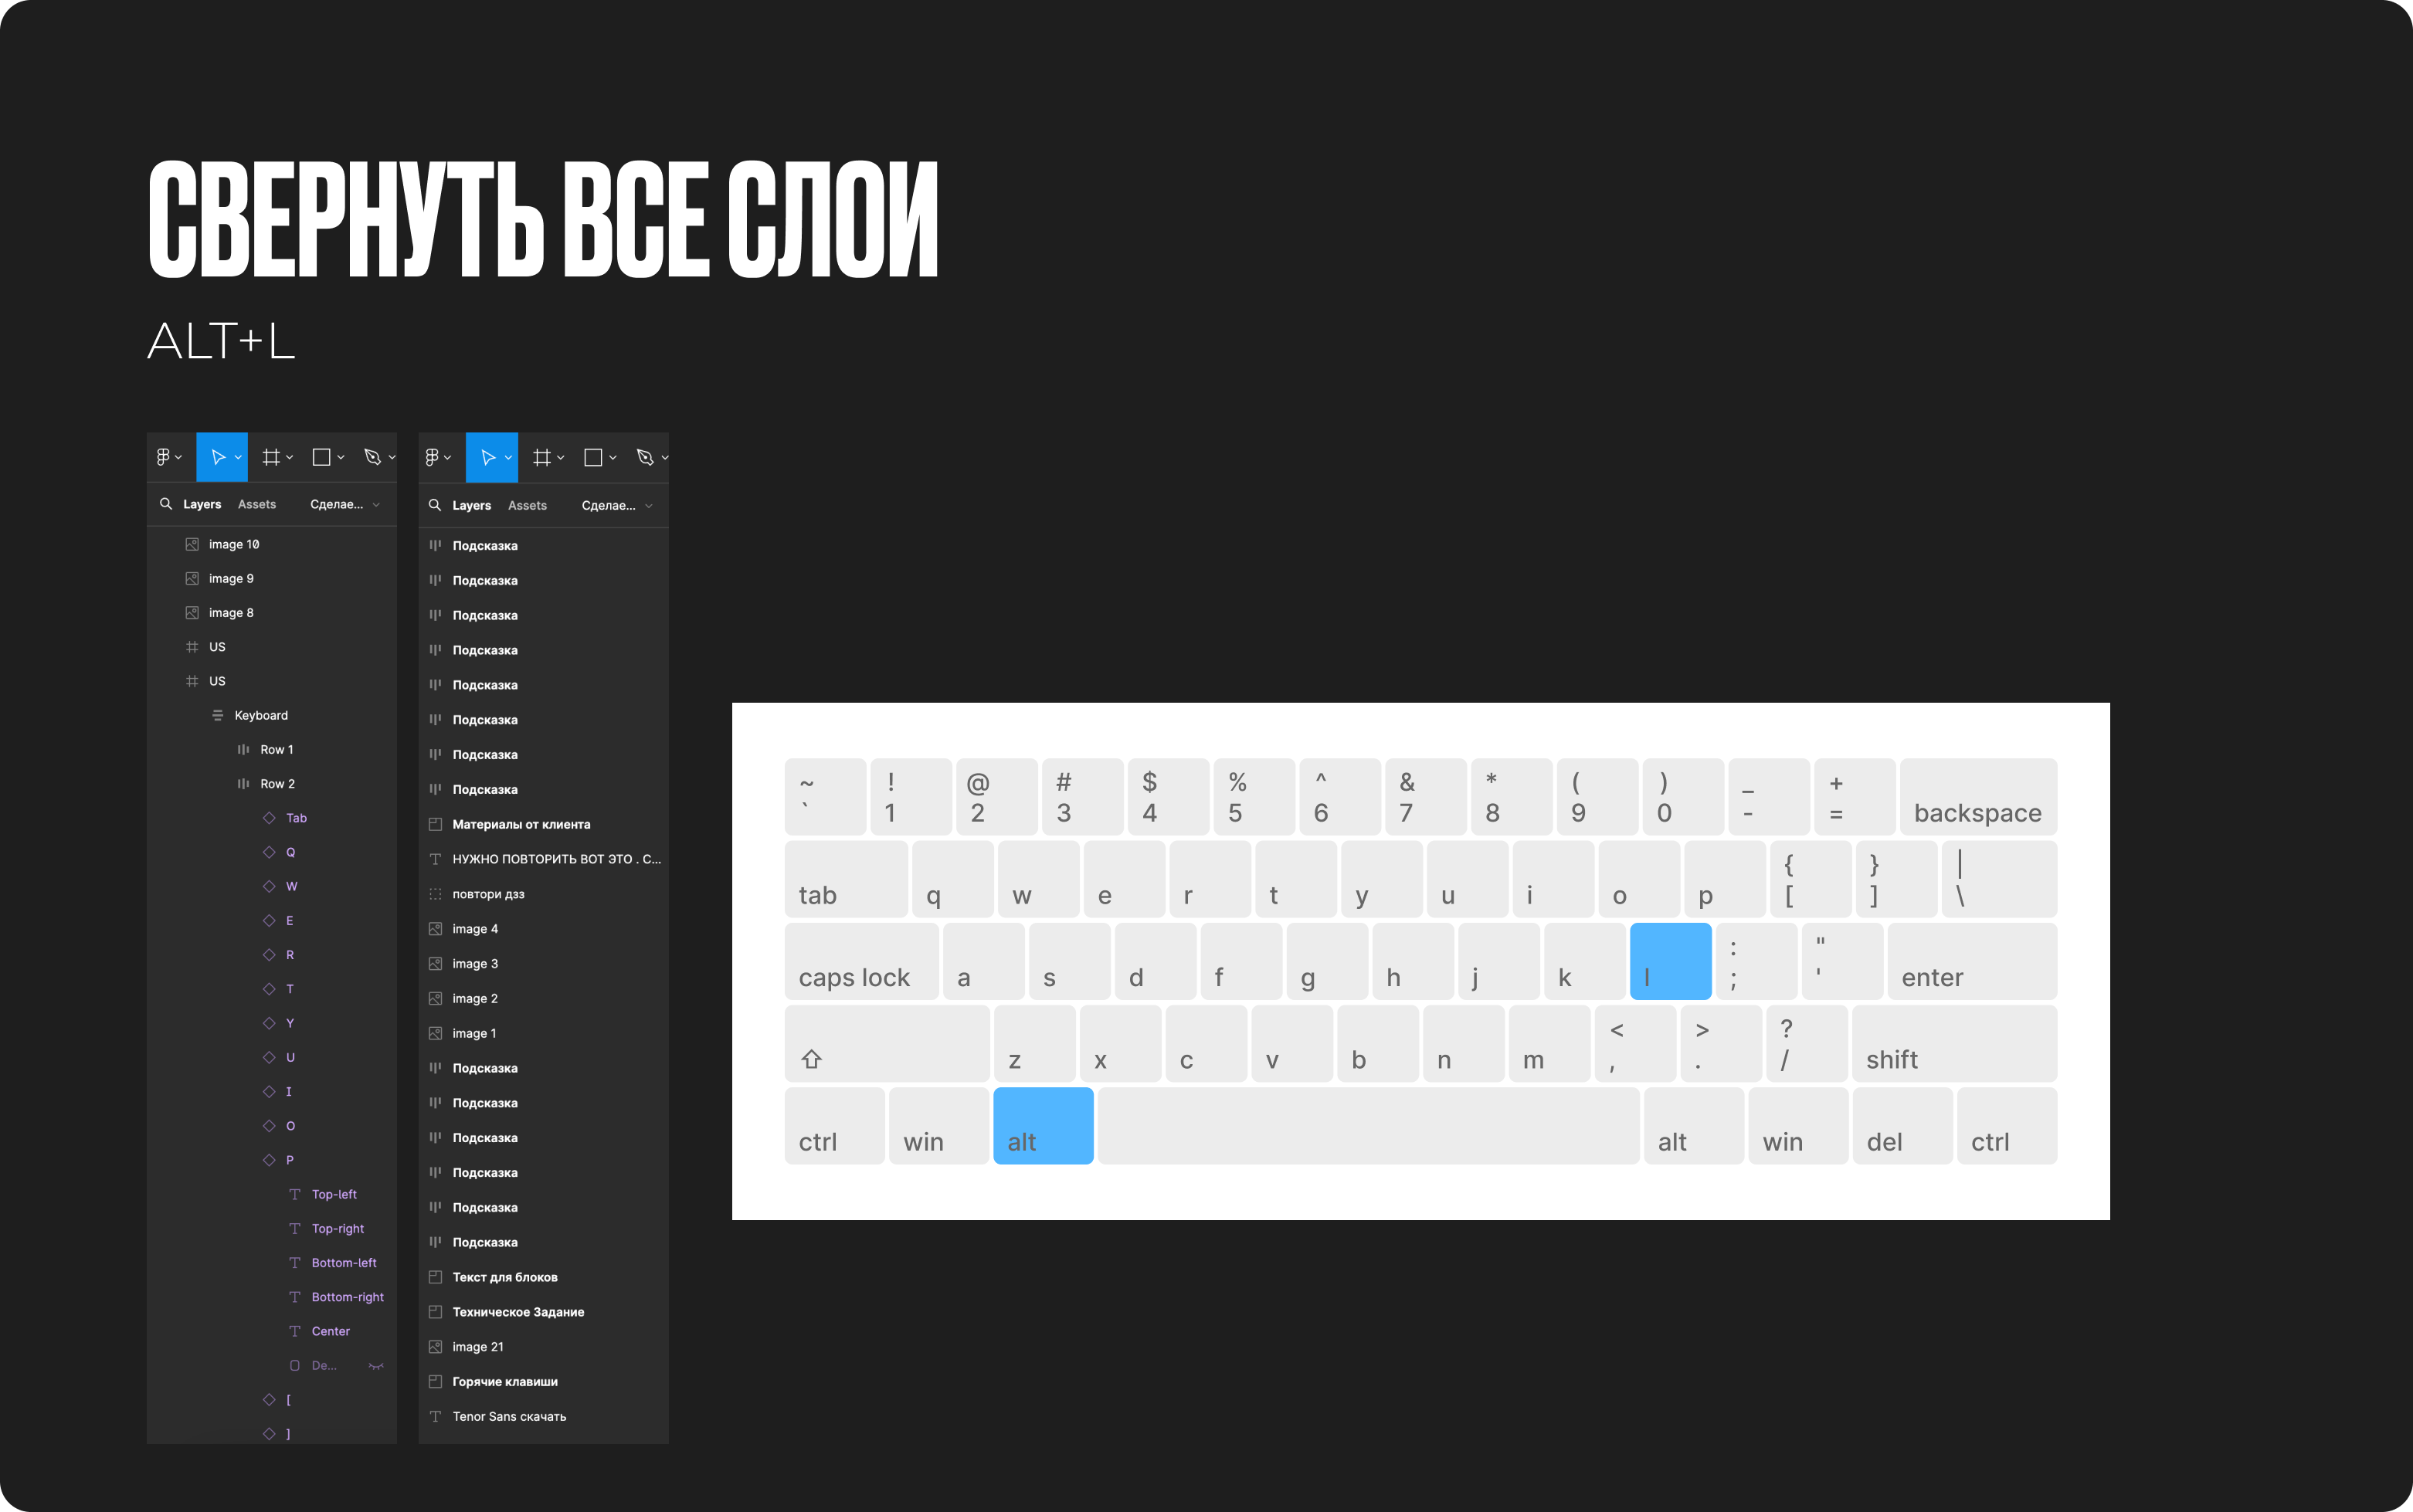 СВЕРНУТЬ ВСЕ СЛОИ
ALT+L
Layers Assets Сделае...
image 10
image 9
image 8
US
US
Keyboard
Row 1
Row 2
Tab
Q
W
E
R
T
Y
U
I
O
P
Top-left
Top-right
Bottom-left
Bottom-right
Center
De...
[
]
Layers Assets Сделае...
Подсказка
Подсказка
Подсказка
Подсказка
Подсказка
Подсказка
Подсказка
Подсказка
Материалы от клиента
НУЖНО ПОВТОРИТЬ ВОТ ЭТО . С...
повтори дзз
image 4
image 3
image 2
image 1
Подсказка
Подсказка
Подсказка
Подсказка
Подсказка
Подсказка
Текст для блоков
Техническое Задание
image 21
Горячие клавиши
Tenor Sans скачать
~ ! @ # $ % ^ & * ( ) _ +
` 1 2 3 4 5 6 7 8 9 0 - = backspace
{ } |
tab q w e r t y u i o p [ ] \
: "
caps lock a s d f g h j k l ; ' enter
< > ?
⇧ z x c v b n m , . / shift
ctrl win alt alt win del ctrl